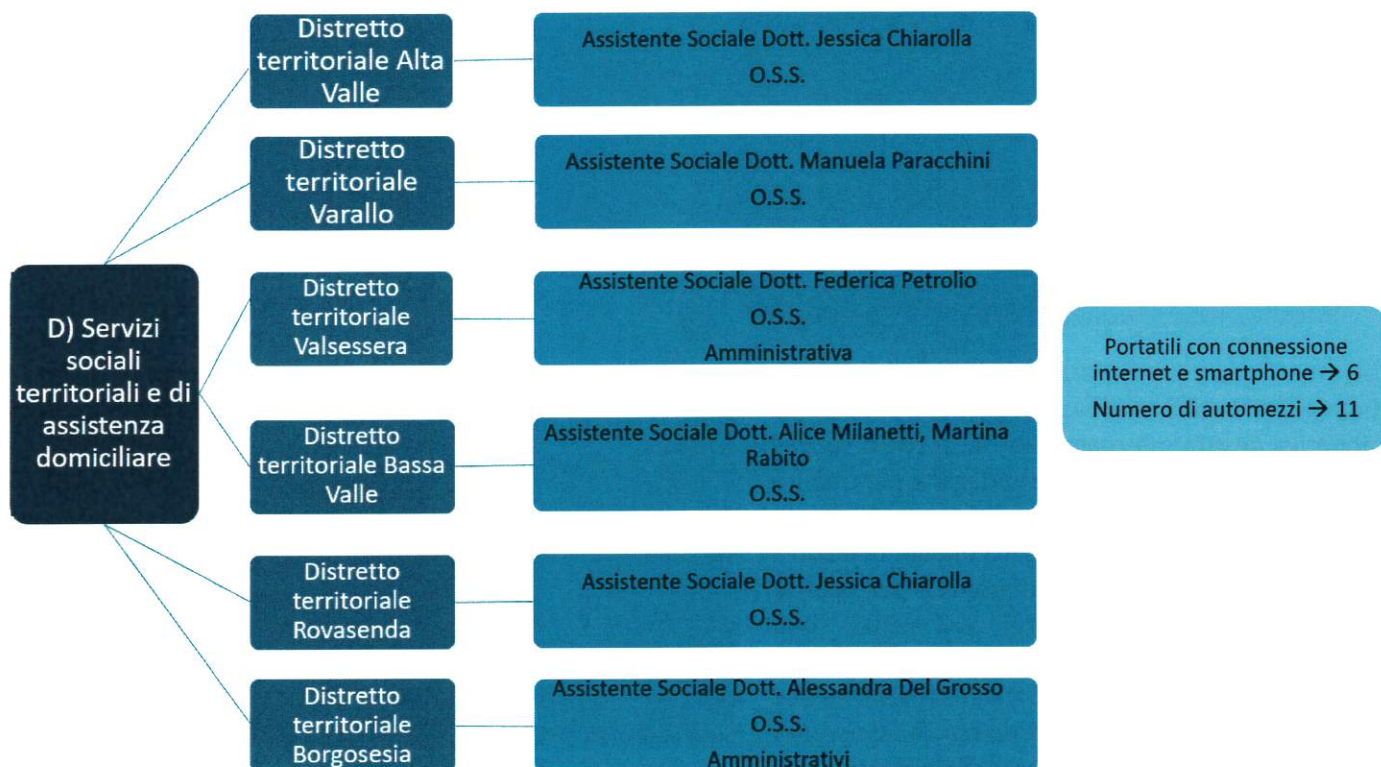 Distretto
territoriale Alta
Valle
Assistente Sociale Dott. Jessica Chiarolla
O.S.S.
Distretto
territoriale
Varallo
Assistente Sociale Dott. Manuela Paracchini
O.S.S.
D) Servizi
sociali
territoriali e di
assistenza
domiciliare
Distretto
territoriale
Valsessera
Assistente Sociale Dott. Federica Petrolio
O.S.S.
Amministrativa
Distretto
territoriale Bassa
Valle
Assistente Sociale Dott. Alice Milanetti, Martina
Rabito
O.S.S.
Distretto
territoriale
Rovasenda
Assistente Sociale Dott. Jessica Chiarolla
O.S.S.
Distretto
territoriale
Borgosesia
Assistente Sociale Dott. Alessandra Del Grosso
O.S.S.
Amministrativi
Portatili con connessione
internet e smartphone → 6
Numero di automezzi → 11